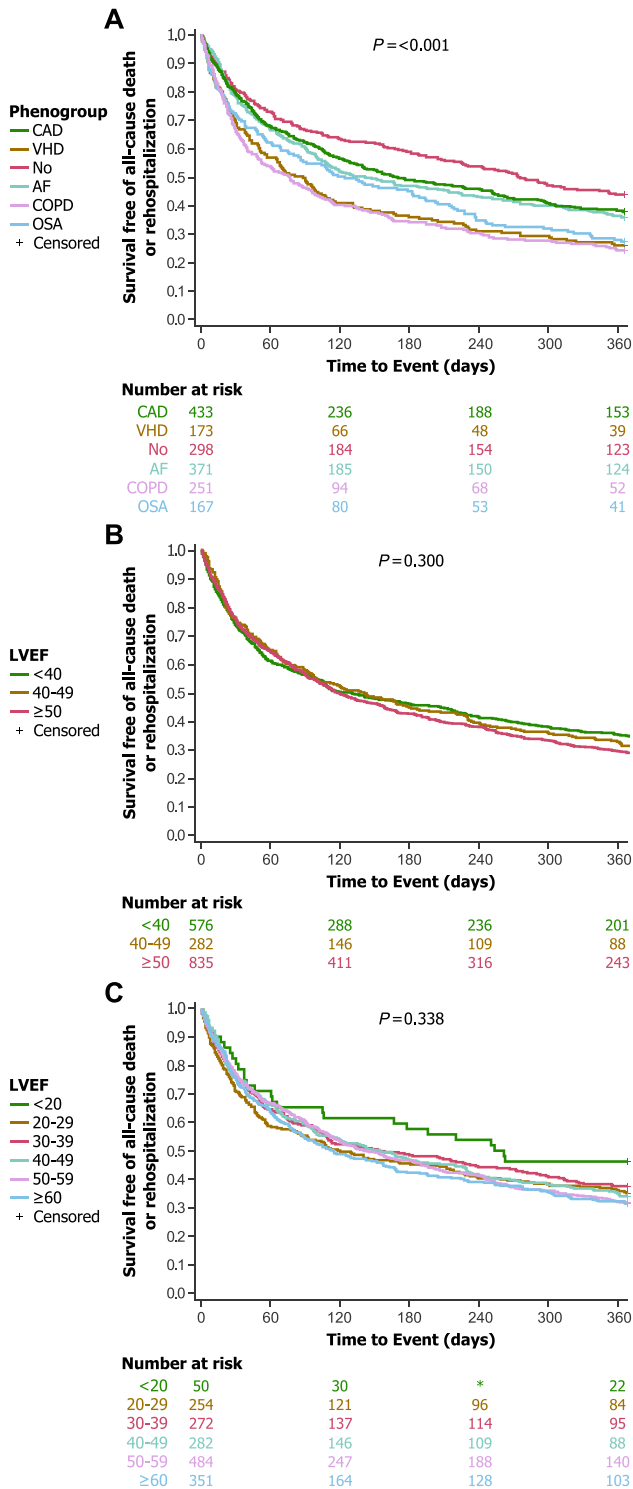 A
P=<0.001
Phenogroup
CAD
VHD
No
AF
COPD
OSA
+ Censored
Survival free of all-cause death
or rehospitalization
1.0
0.9
0.8
0.7
0.6
0.5
0.4
0.3
0.2
0.1
0.0
0 60 120 180 240 300 360
Time to Event (days)
Number at risk
CAD 433 236 188 153
VHD 173 66 48 39
No 298 184 154 123
AF 371 185 150 124
COPD 251 94 68 52
OSA 167 80 53 41
B
P=0.300
LVEF
<40
40-49
≥50
+ Censored
Survival free of all-cause death
or rehospitalization
1.0
0.9
0.8
0.7
0.6
0.5
0.4
0.3
0.2
0.1
0.0
0 60 120 180 240 300 360
Time to Event (days)
Number at risk
<40 576 288 236 201
40-49 282 146 109 88
≥50 835 411 316 243
C
P=0.338
LVEF
<20
20-29
30-39
40-49
50-59
≥60
+ Censored
Survival free of all-cause death
or rehospitalization
1.0
0.9
0.8
0.7
0.6
0.5
0.4
0.3
0.2
0.1
0.0
0 60 120 180 240 300 360
Time to Event (days)
Number at risk
<20 50 30 * 22
20-29 254 121 96 84
30-39 272 137 114 95
40-49 282 146 109 88
50-59 484 247 188 140
≥60 351 164 128 103